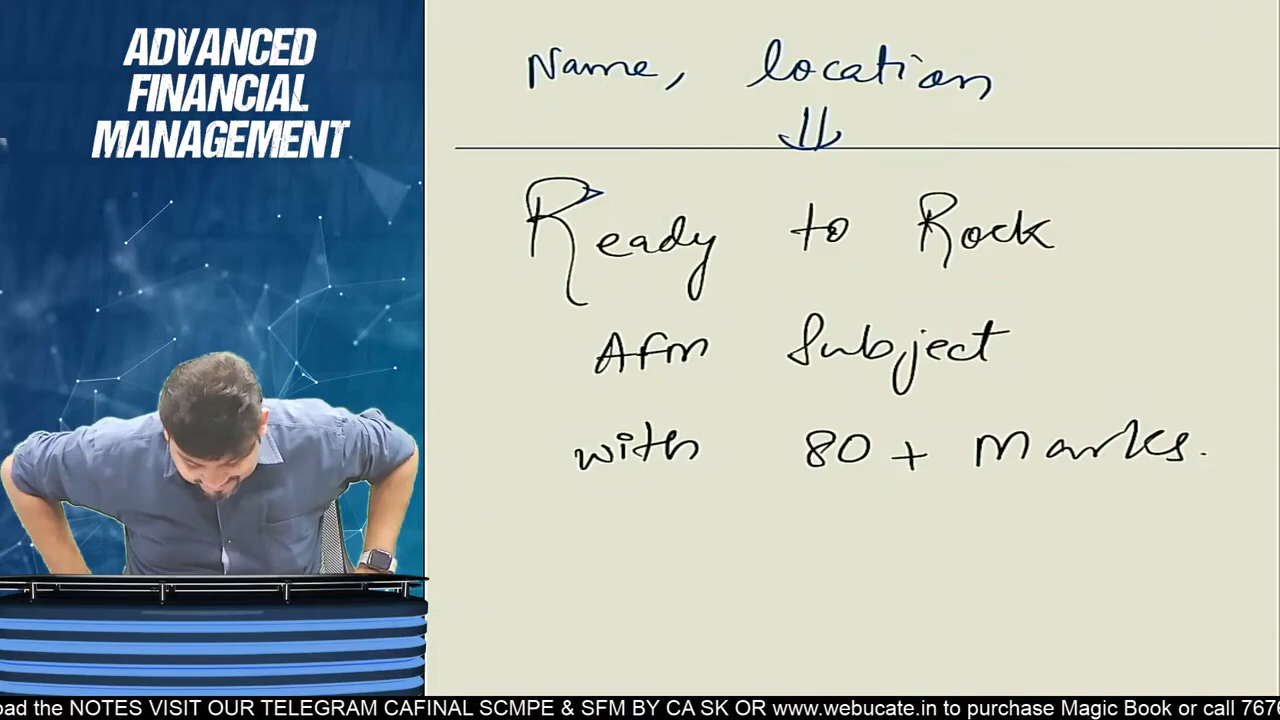 ADVANCED
FINANCIAL
MANAGEMENT
Name, location
Ready to Rock
Afm Subject
with 80 + Marks.
oad the NOTES VISIT OUR TELEGRAM CAFINAL SCMPE & SFM BY CA SK OR www.webucate.in to purchase Magic Book or call 767